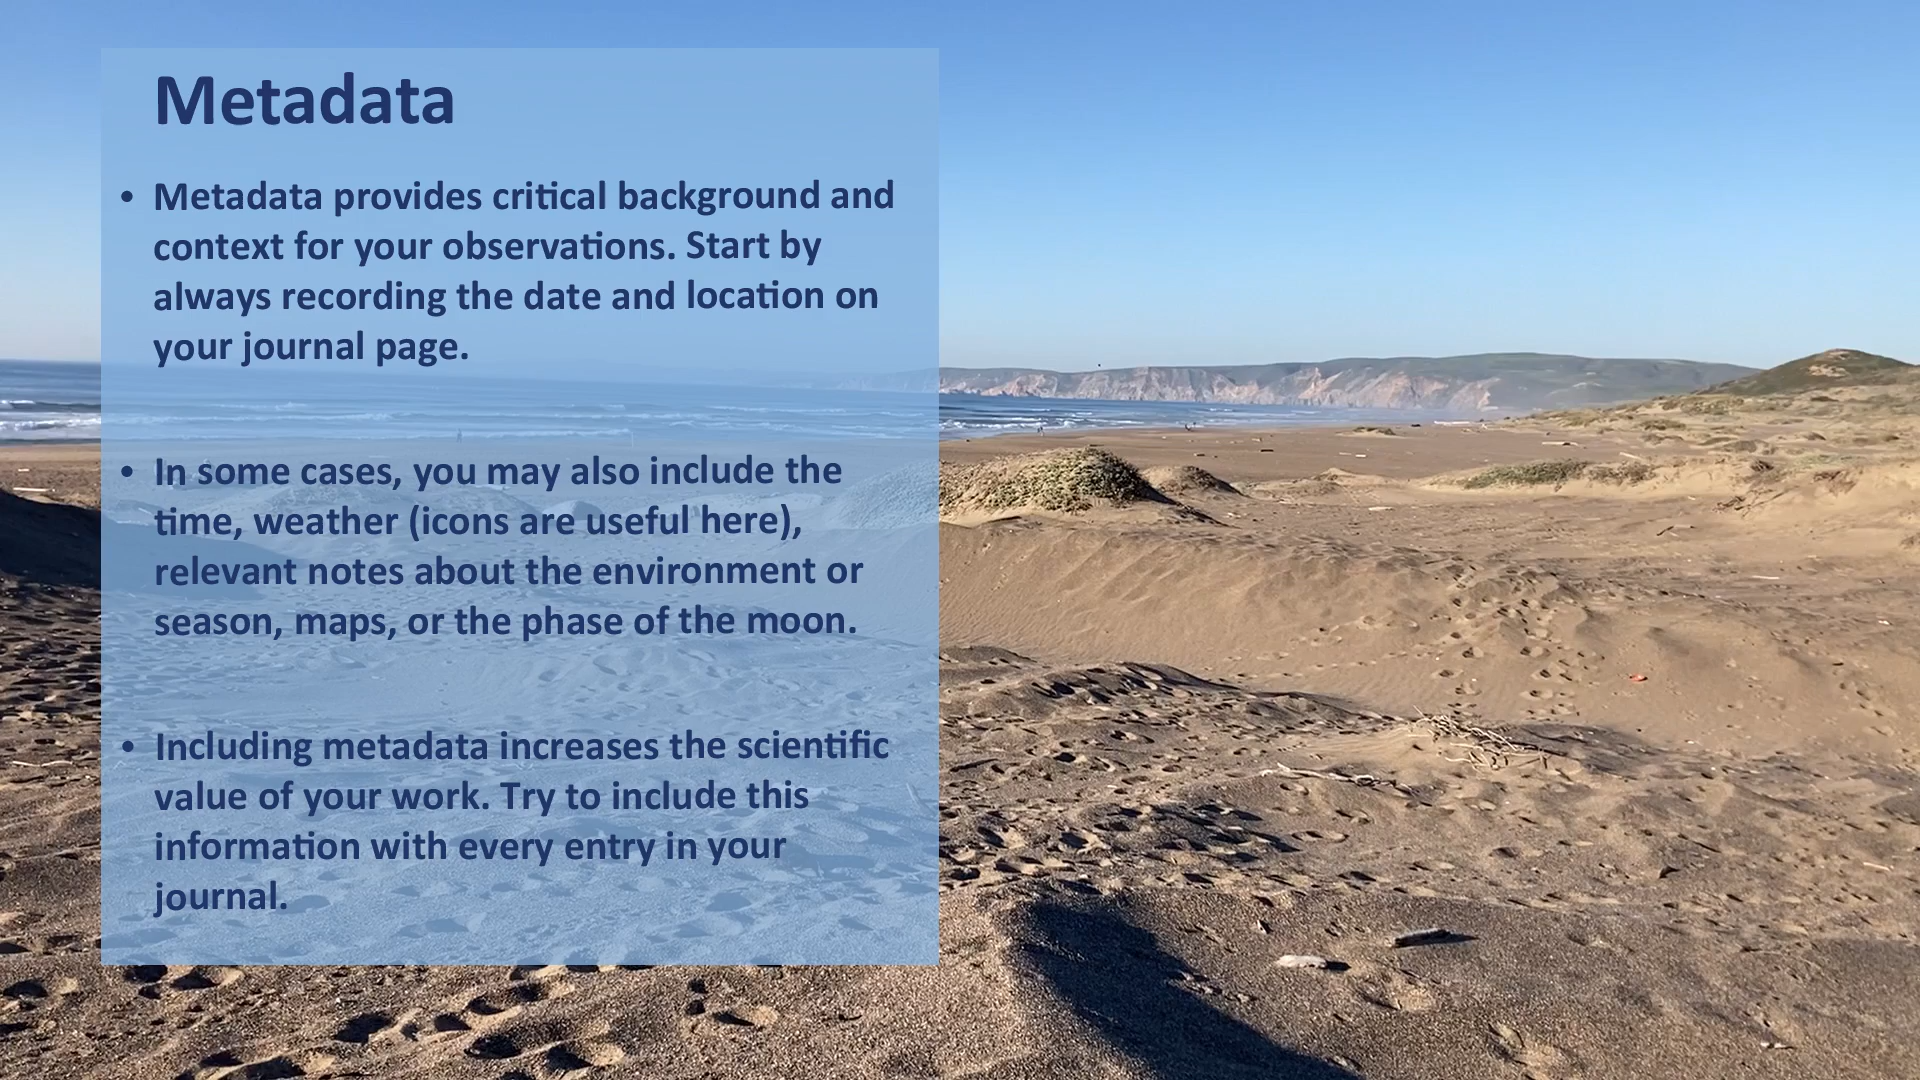 Metadata
• Metadata provides critical background and
context for your observations. Start by
always recording the date and location on
your journal page.
• In some cases, you may also include the
time, weather (icons are useful here),
relevant notes about the environment or
season, maps, or the phase of the moon.
• Including metadata increases the scientific
value of your work. Try to include this
information with every entry in your
journal.